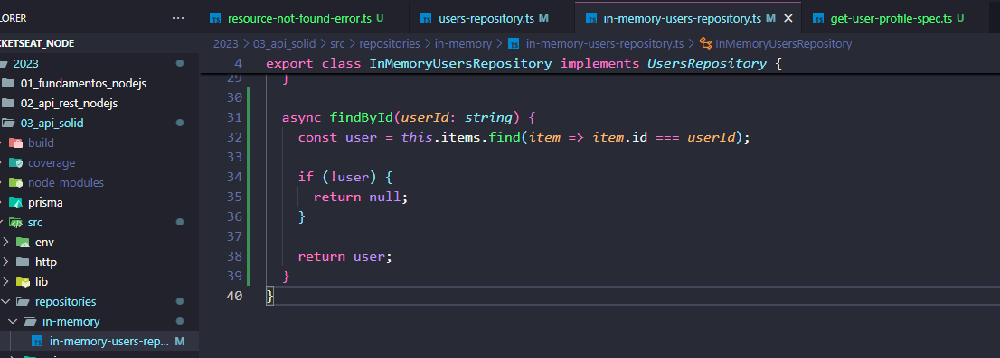 resource-not-found-error.ts U
users-repository.ts M
in-memory-users-repository.ts M
get-user-profile-spec.ts U
LORER ...
2023 > 03_api_solid > src > repositories > in-memory > in-memory-users-repository.ts > InMemoryUsersRepository
CKETSEAT_NODE
2023
01_fundamentos_nodejs
02_api_rest_nodejs
03_api_solid
build
coverage
node_modules
prisma
src
env
http
lib
repositories
in-memory
in-memory-users-rep... M
4 export class InMemoryUsersRepository implements UsersRepository {
29 }
30
31 async findById(userId: string) {
32 const user = this.items.find(item => item.id === userId);
33
34 if (!user) {
35 return null;
36 }
37
38 return user;
39 }
40 }